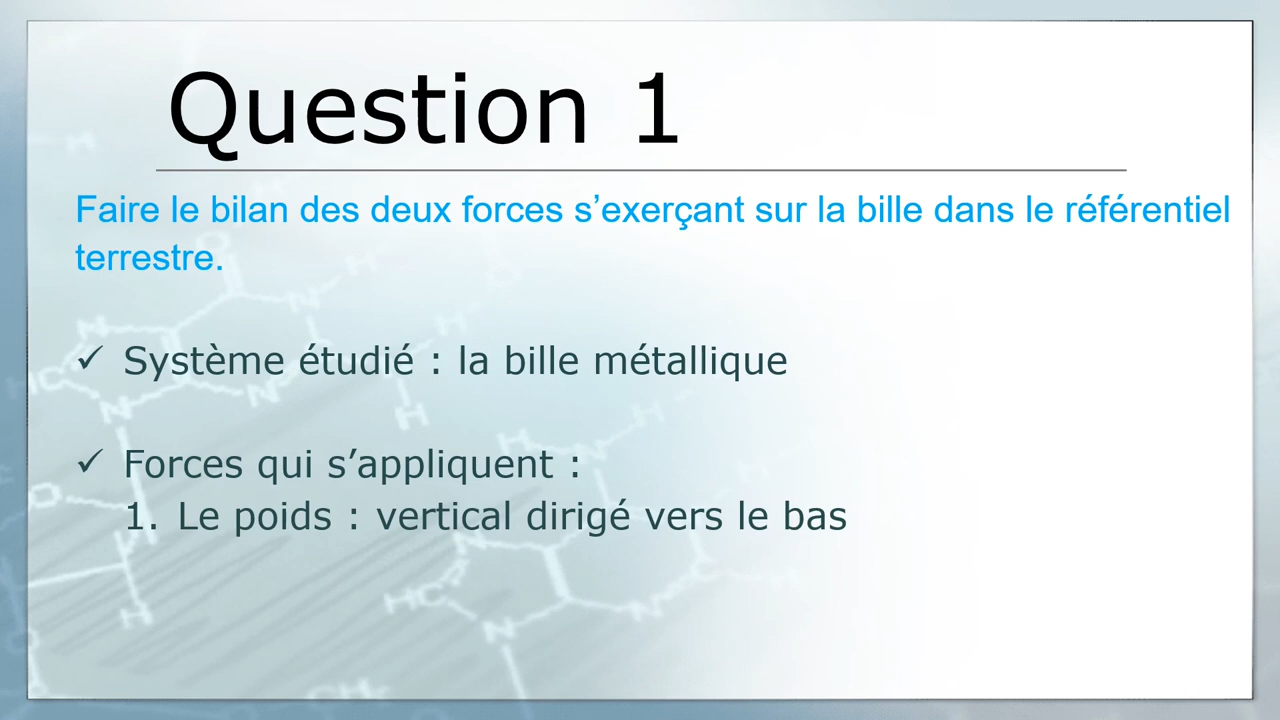 Question 1
Faire le bilan des deux forces s’exerçant sur la bille dans le référentiel
terrestre.
✓ Système étudié : la bille métallique
✓ Forces qui s’appliquent :
1. Le poids : vertical dirigé vers le bas